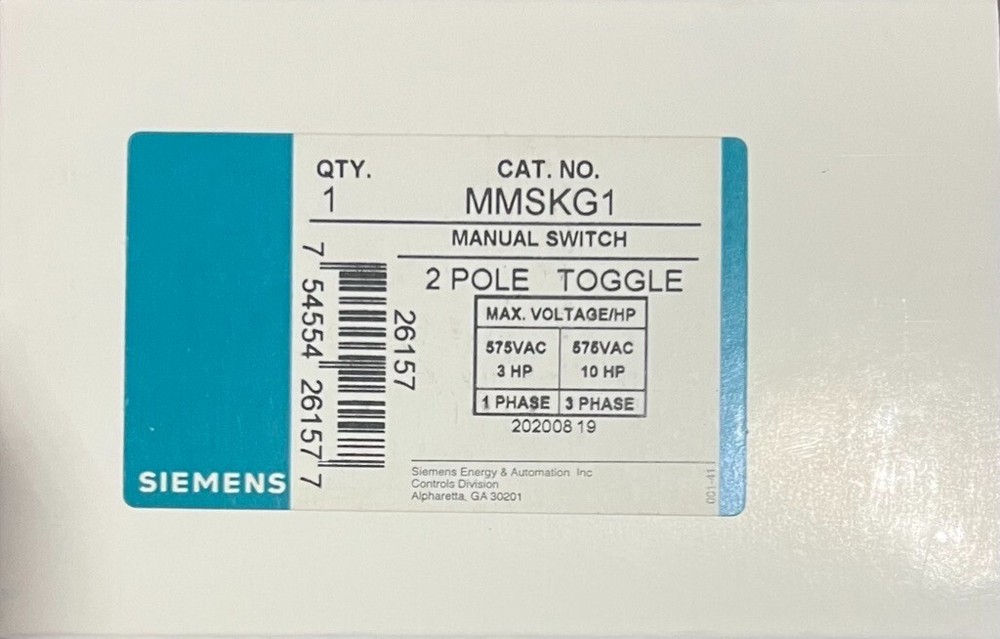 QTY.
1
CAT. NO.
MMSKG1
MANUAL SWITCH
2 POLE TOGGLE
MAX. VOLTAGE/HP
575VAC
3 HP
1 PHASE
575VAC
10 HP
3 PHASE
20200819
7 54554 26157 7
26157
SIEMENS
Siemens Energy & Automation Inc
Controls Division
Alpharetta, GA 30201
001-41